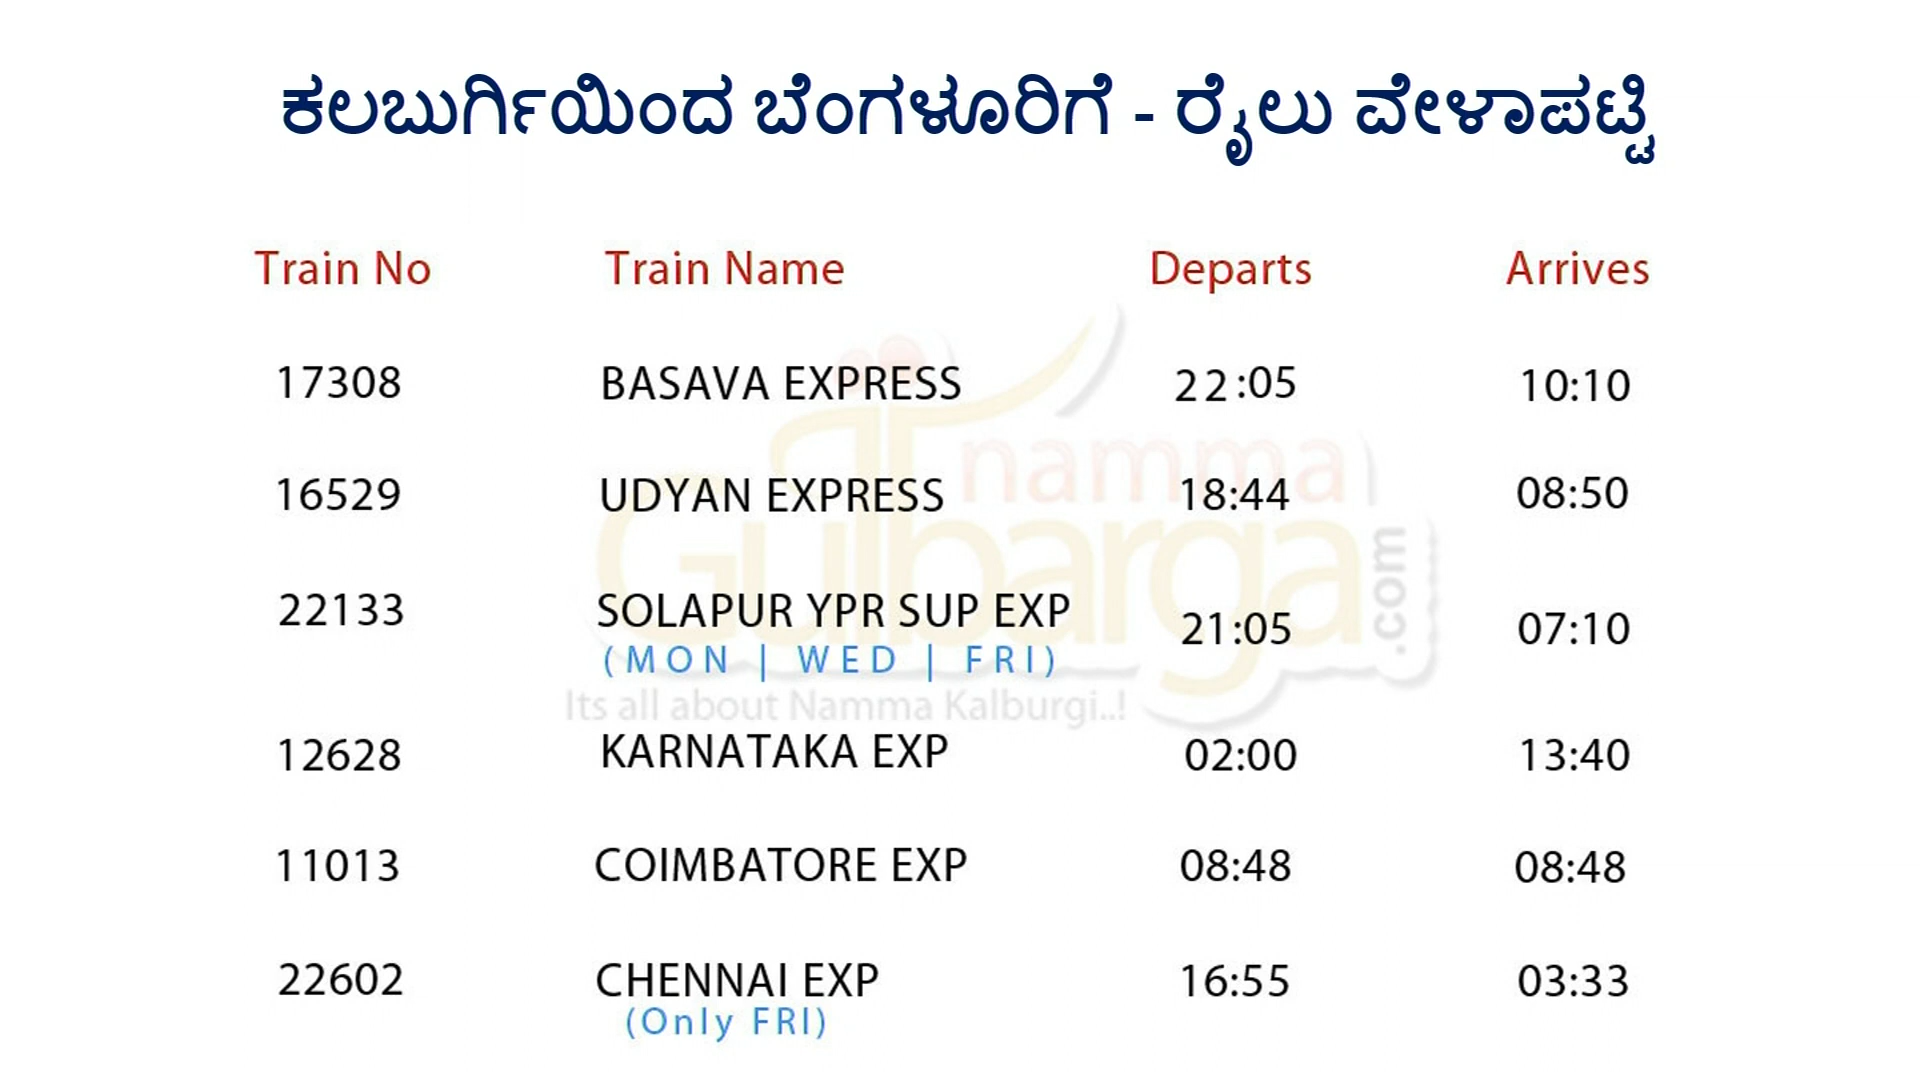 ಕಲಬುರ್ಗಿಯಿಂದ ಬೆಂಗಳೂರಿಗೆ - ರೈಲು ವೇಳಾಪಟ್ಟಿ
Train No Train Name Departs Arrives
17308 BASAVA EXPRESS 22:05 10:10
16529 UDYAN EXPRESS 18:44 08:50
22133 SOLAPUR YPR SUP EXP 21:05 07:10
(MON | WED | FRI)
12628 KARNATAKA EXP 02:00 13:40
11013 COIMBATORE EXP 08:48 08:48
22602 CHENNAI EXP 16:55 03:33
(Only FRI)
namma
Gulbarga
.com
Its all about Namma Kalburgi..!